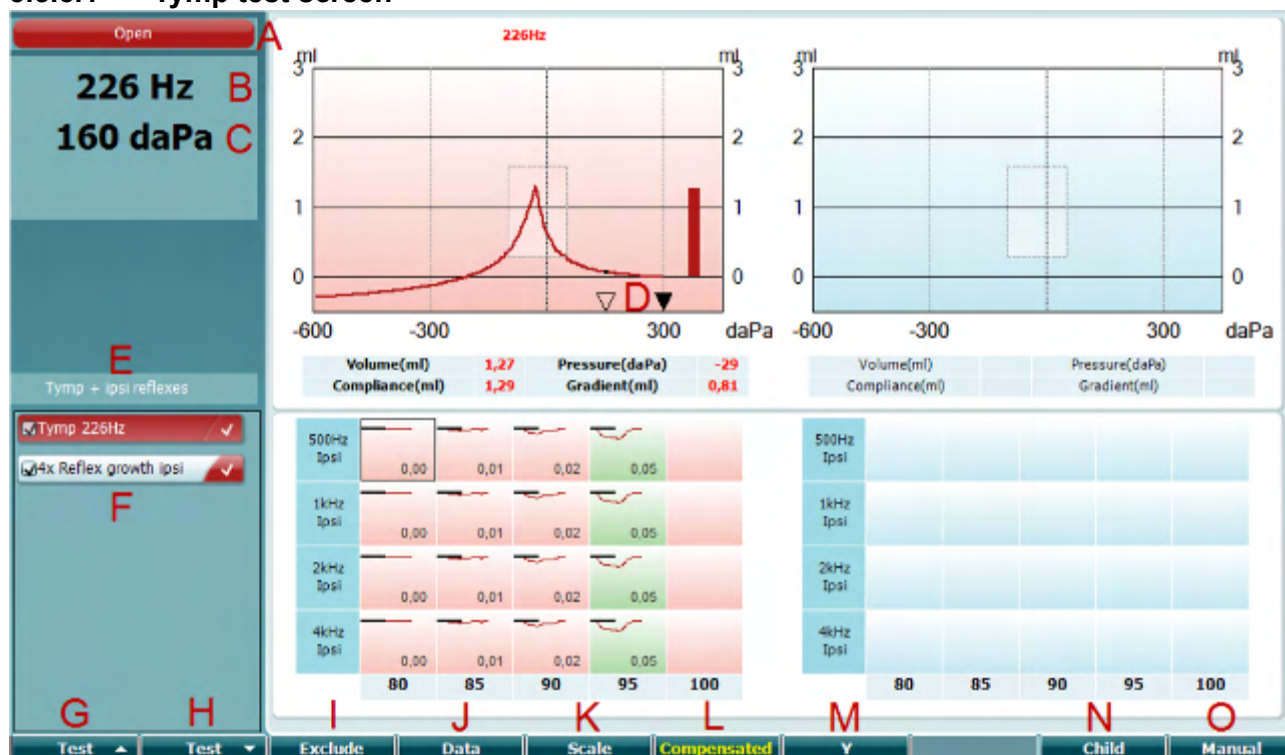 Tymp test screen
Open A
226 Hz B
160 daPa C
E
Tymp + ipsi reflexes
Tymp 226Hz
4x Reflex growth ipsi
F
226Hz
ml ml
3 3
2 2
1 1
0 0
D
-600 -300 300 daPa
Volume(ml) 1,27 Pressure(daPa) -29
Compliance(ml) 1,29 Gradient(ml) 0,81
ml ml
3 3
2 2
1 1
0 0
-600 -300 300 daPa
Volume(ml) Pressure(daPa)
Compliance(ml) Gradient(ml)
500Hz
Ipsi
0,00 0,01 0,02 0,05
1kHz
Ipsi
0,00 0,01 0,02 0,05
2kHz
Ipsi
0,00 0,01 0,02 0,05
4kHz
Ipsi
0,00 0,01 0,02 0,05
80 85 90 95 100
500Hz
Ipsi
1kHz
Ipsi
2kHz
Ipsi
4kHz
Ipsi
80 85 90 95 100
G H I J K L M N O
Test Test Exclude Data Scale Compensated Y Child Manual